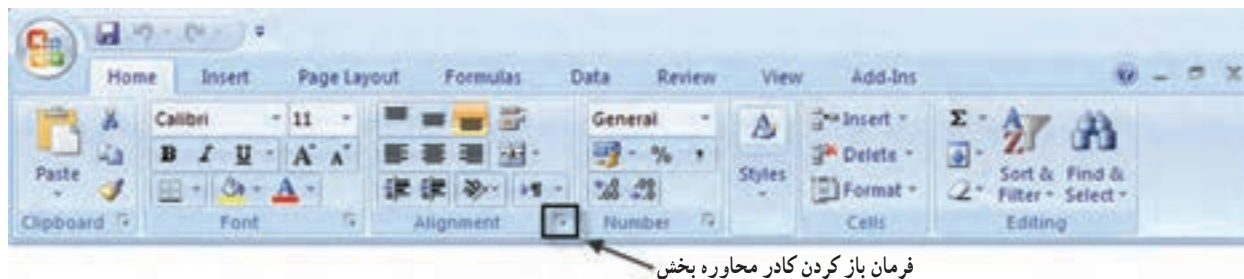 Home Insert Page Layout Formulas Data Review View Add-Ins
Calibri 11 General Insert Σ
B I U A A % , Delete
Paste Styles Format Sort & Filter Find & Select
Clipboard Font Alignment Number Cells Editing
فرمان باز کردن کادر محاوره بخش